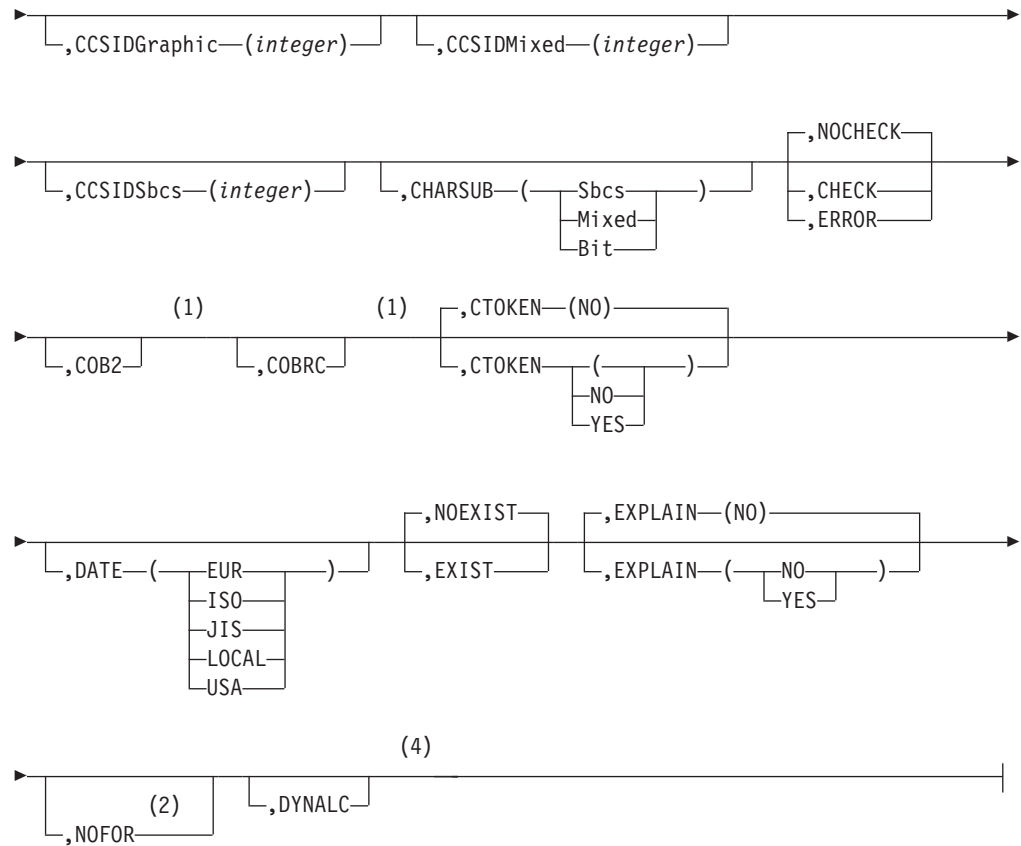 ,CCSIDGraphic (integer) ,CCSIDMixed (integer)
,NOCHECK
,CCSIDSbcs (integer) ,CHARSUB ( Sbcs ) ,CHECK
Mixed ,ERROR
Bit
(1) (1) ,CTOKEN (NO)
,COB2 ,COBRC ,CTOKEN ( )
NO
YES
,NOEXIST ,EXPLAIN (NO)
,DATE ( EUR ) ,EXIST ,EXPLAIN ( NO )
ISO YES
JIS
LOCAL
USA
(4)
(2) ,DYNALC
,NOFOR